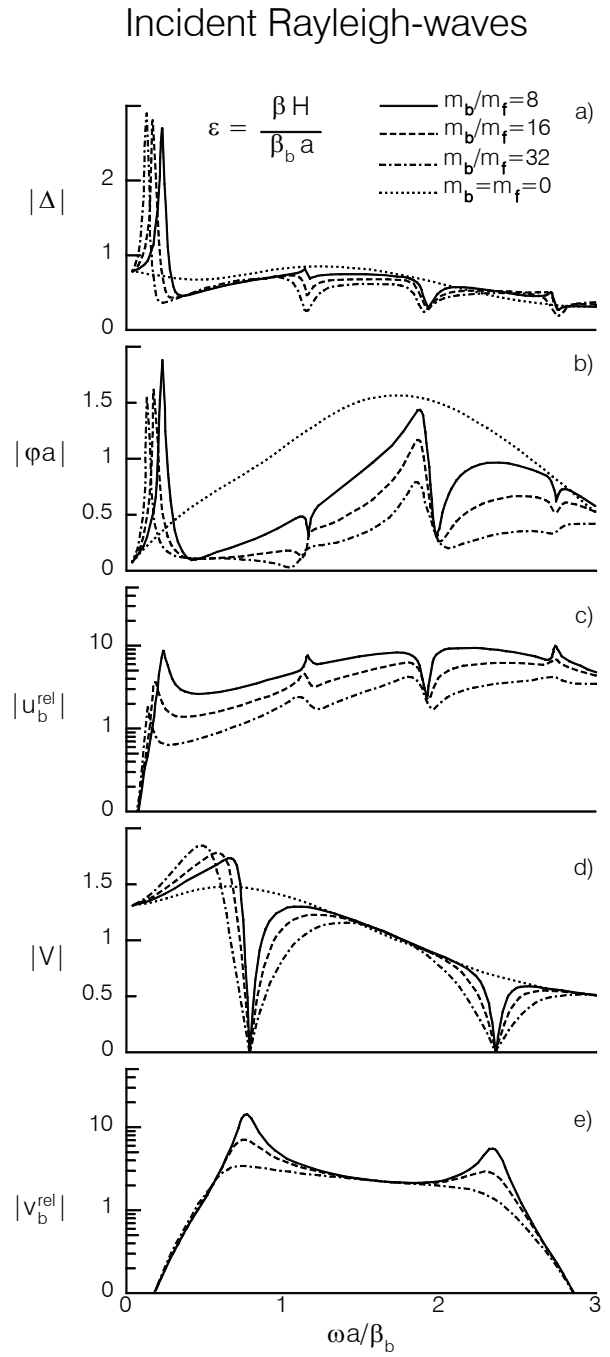 Incident Rayleigh-waves
a)
ε = β H / β_b a
m_b/m_f=8
m_b/m_f=16
m_b/m_f=32
m_b=m_f=0
|Δ|
2
1
0
b)
|φa|
1.5
1
0.5
0
c)
|u_b^rel|
10
1
0
d)
|V|
1.5
1
0.5
0
e)
|v_b^rel|
10
1
0
0 1 2 3
ωa/β_b